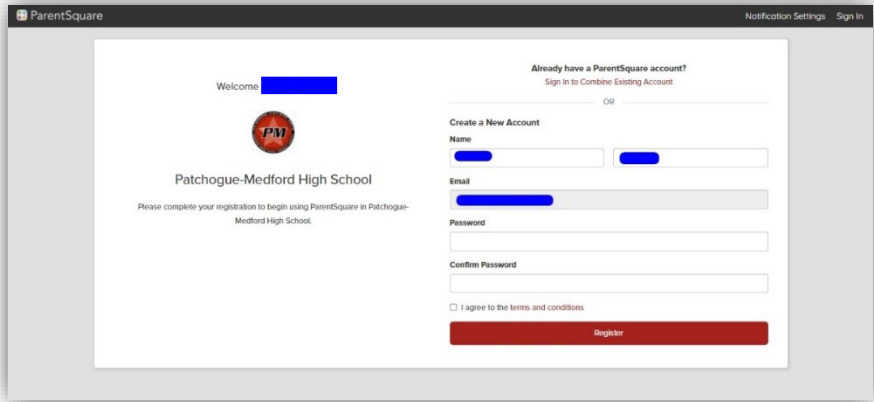 ParentSquare
Notification Settings Sign In
Welcome
PM
Patchogue-Medford High School
Please complete your registration to begin using ParentSquare in Patchogue-
Medford High School.
Already have a ParentSquare account?
Sign In to Combine Existing Account
OR
Create a New Account
Name
Email
Password
Confirm Password
I agree to the terms and conditions
Register